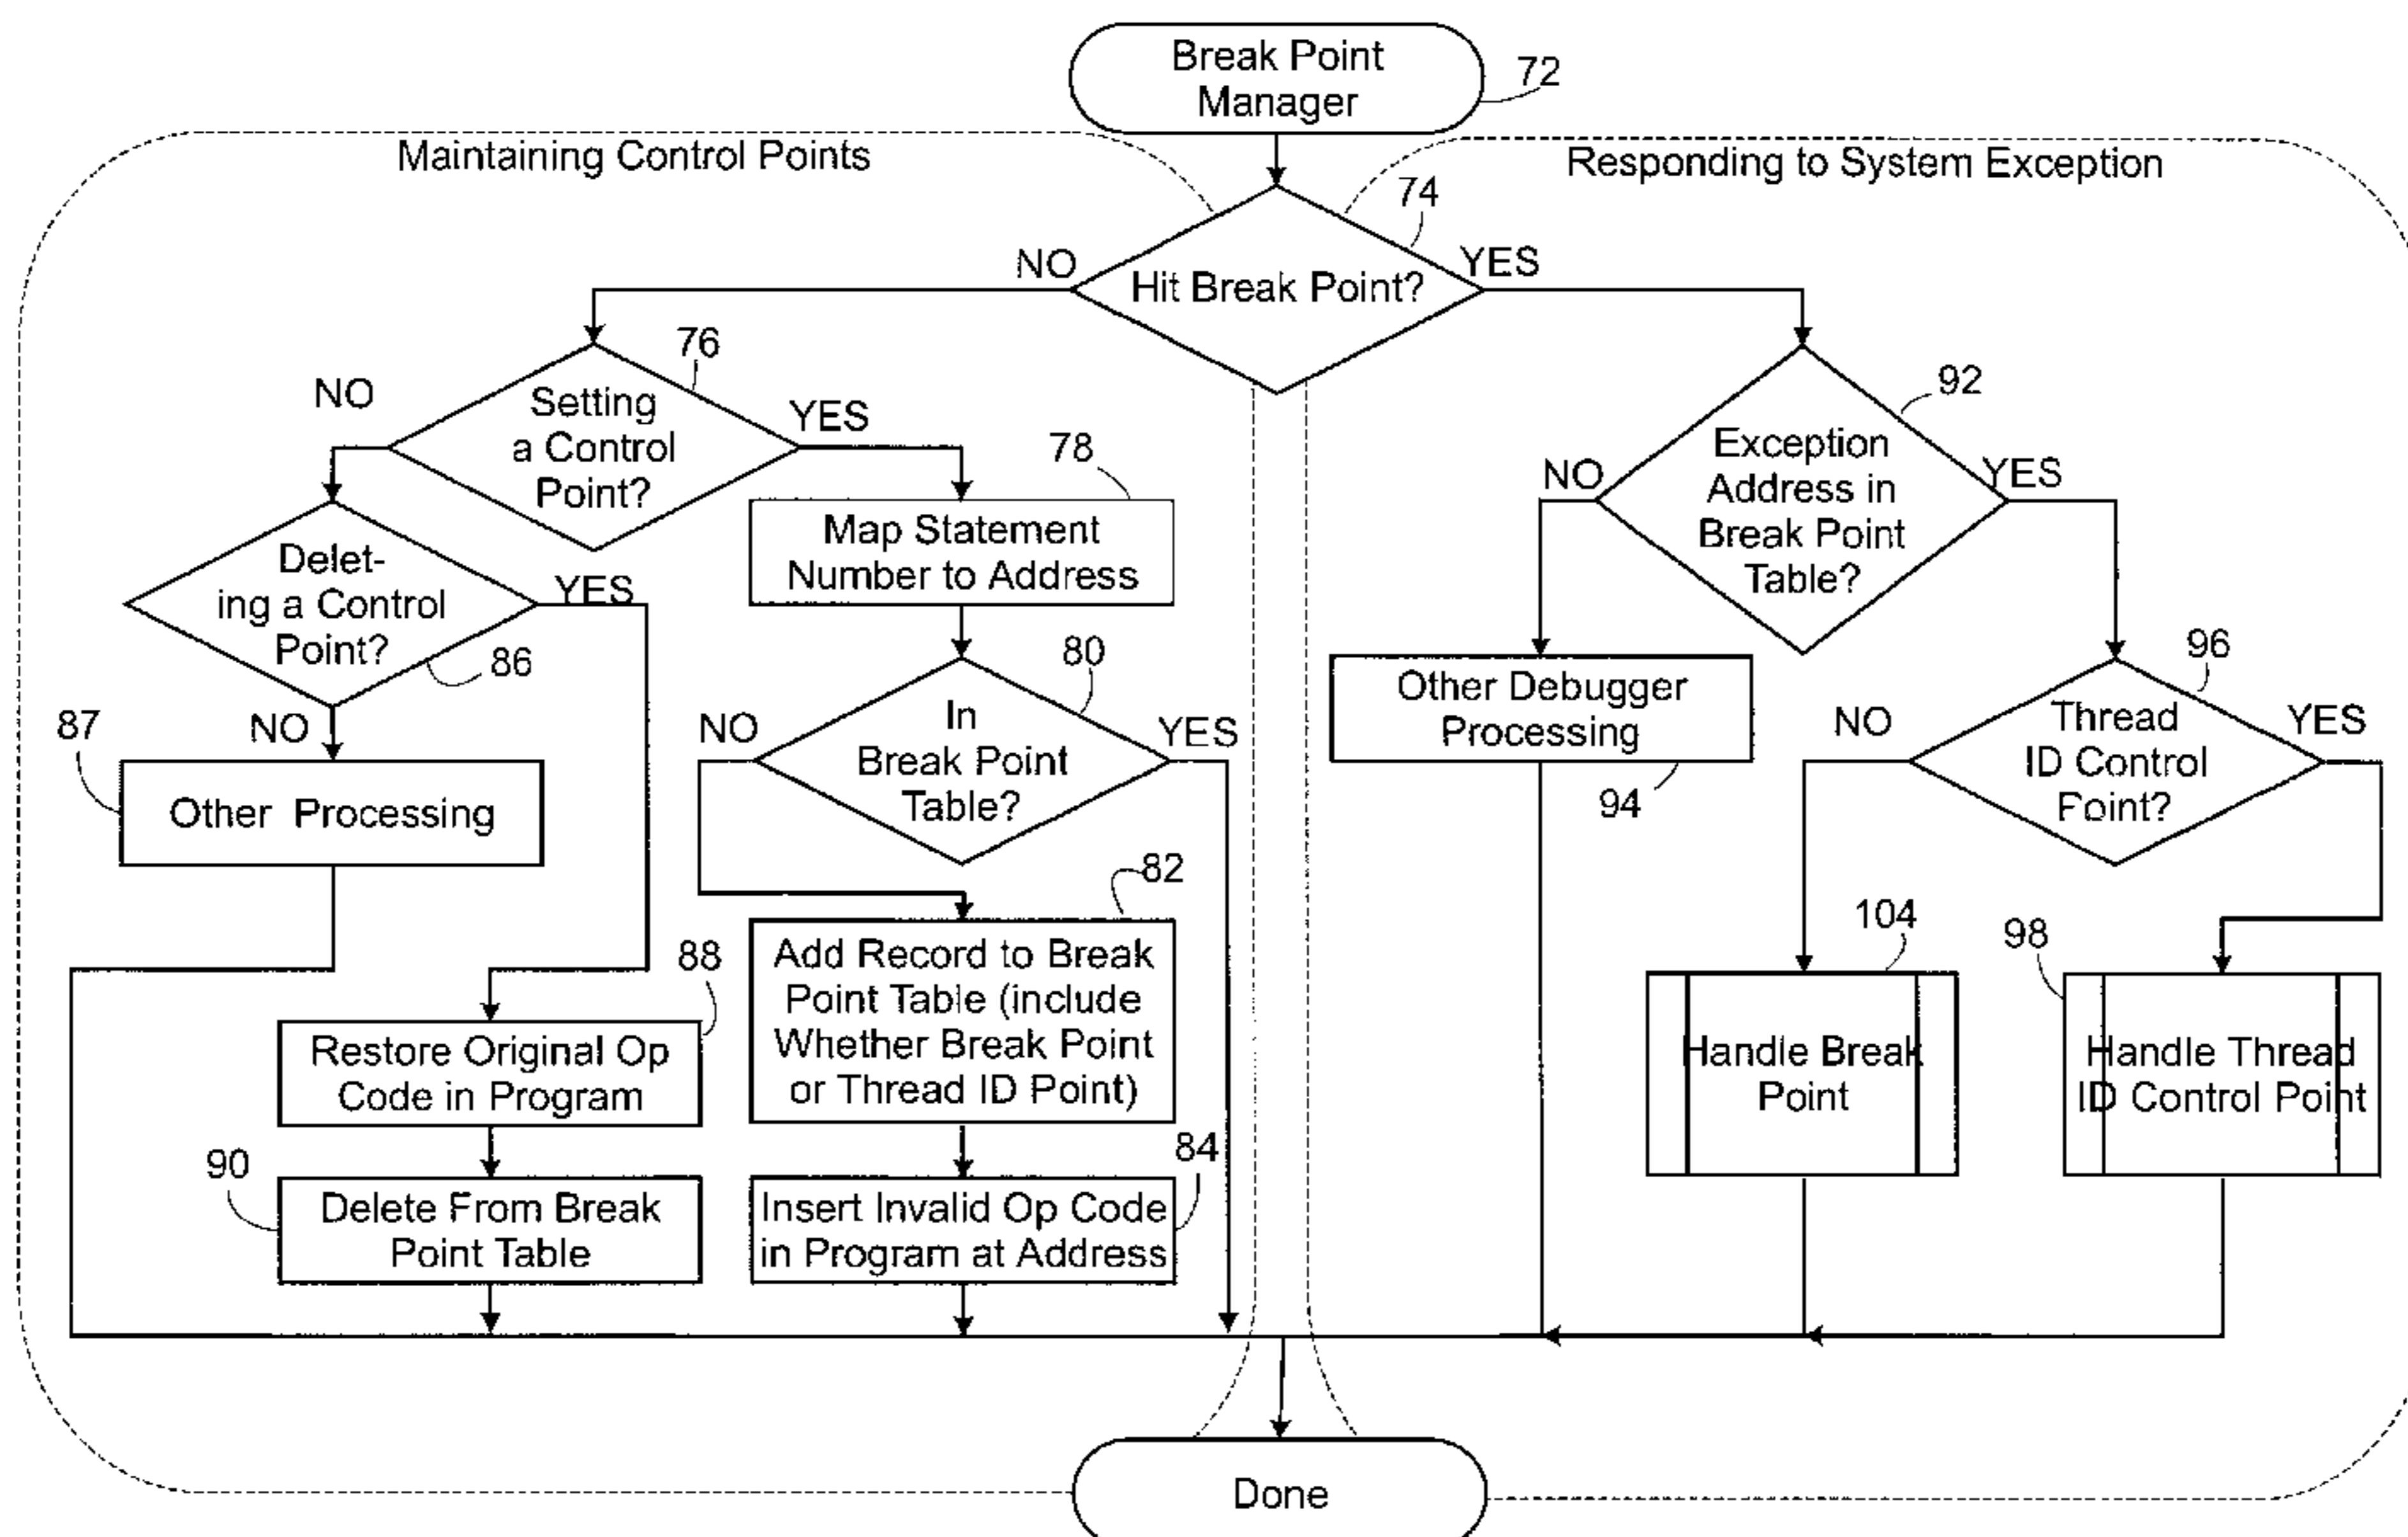 Break Point
Manager
72
Maintaining Control Points
Responding to System Exception
74
NO
Hit Break Point?
YES
76
NO
Setting
a Control
Point?
YES
78
Map Statement
Number to Address
92
NO
Exception
Address in
Break Point
Table?
YES
Delet-
ing a Control
Point?
YES
86
NO
87
Other Processing
80
NO
In
Break Point
Table?
YES
Other Debugger
Processing
94
96
NO
Thread
ID Control
Point?
YES
82
Add Record to Break
Point Table (include
Whether Break Point
or Thread ID Point)
88
Restore Original Op
Code in Program
104
Handle Break
Point
98
Handle Thread
ID Control Point
90
Delete From Break
Point Table
84
Insert Invalid Op Code
in Program at Address
Done